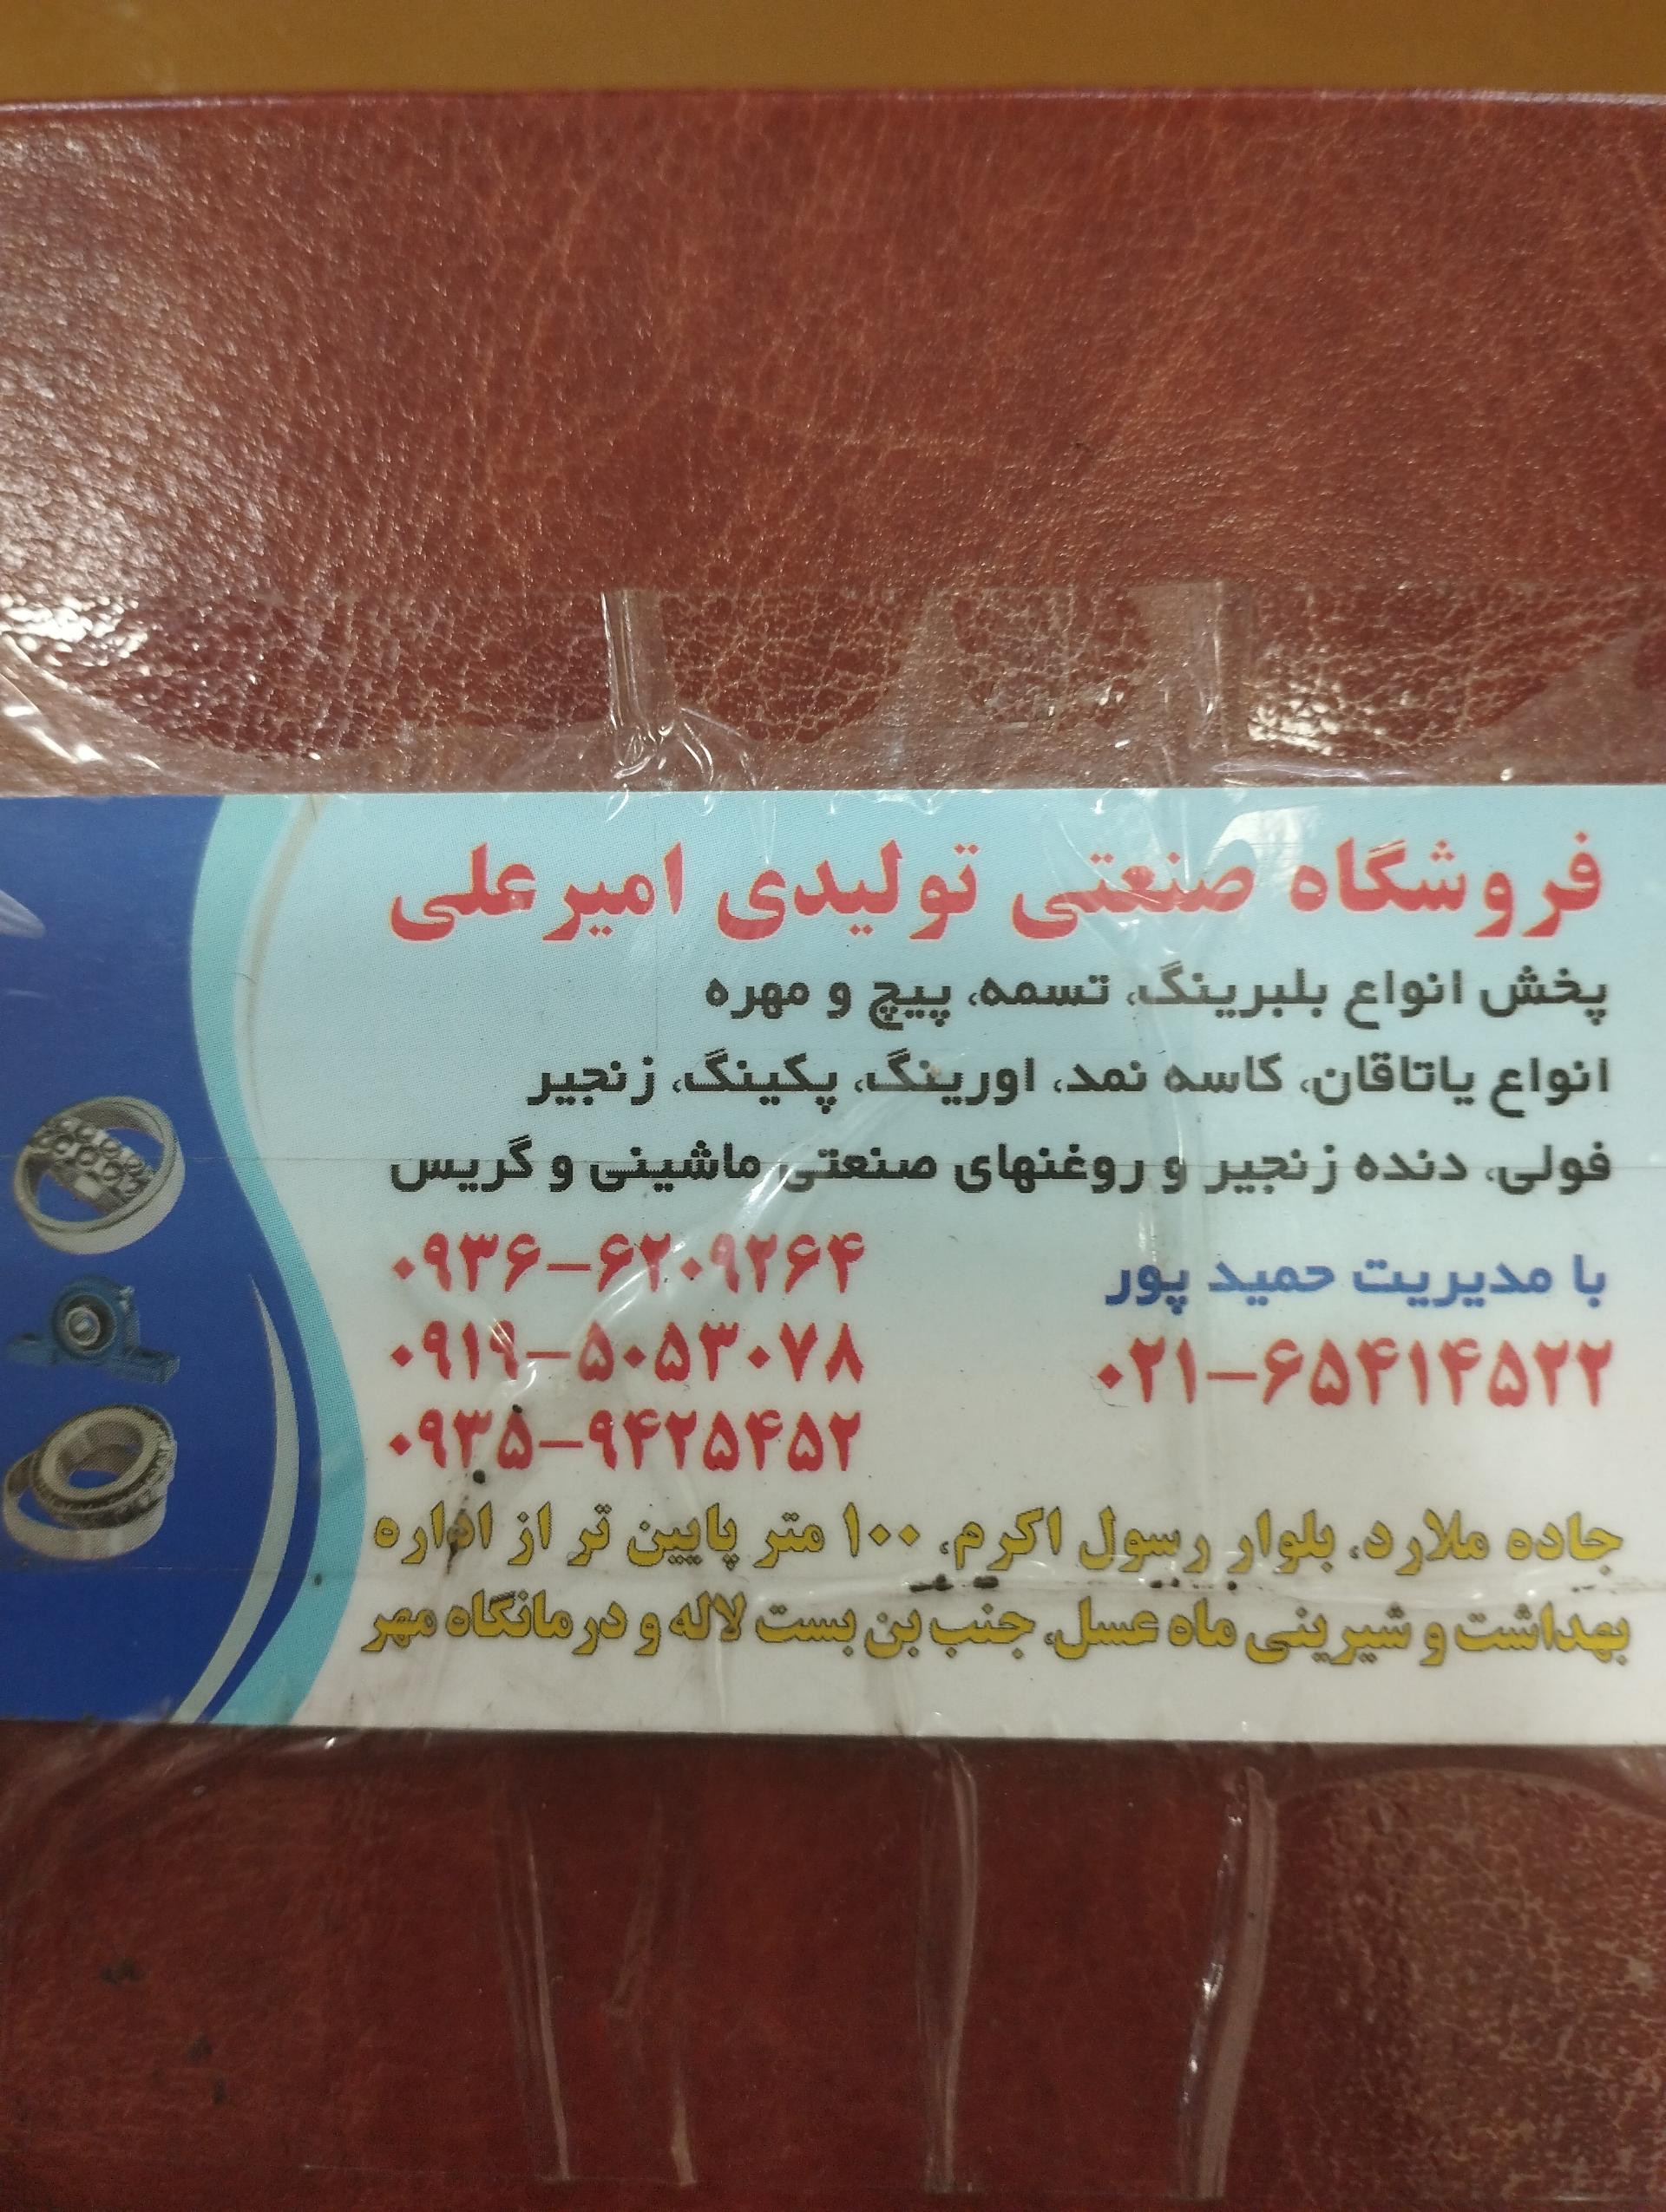 فروشگاه صنعتی تولیدی امیرعلی
پخش انواع بلبرینگ، تسمه، پیچ و مهره
انواع یاتاقان، کاسه نمد، اورینگ، پکینگ، زنجیر
فولی، دنده زنجیر و روغنهای صنعتی ماشینی و گریس
با مدیریت حمید پور
۰۲۱-۶۵۴۱۴۵۲۲
۰۹۳۶-۶۲۰۹۲۶۴
۰۹۱۹-۵۰۵۳۰۷۸
۰۹۳۵-۹۴۲۵۴۵۲
جاده ملارد، بلوار رسول اکرم، ۱۰۰ متر پایین تر از اداره
بهداشت و شیرینی ماه عسل، جنب بن بست لاله و درمانگاه مهر